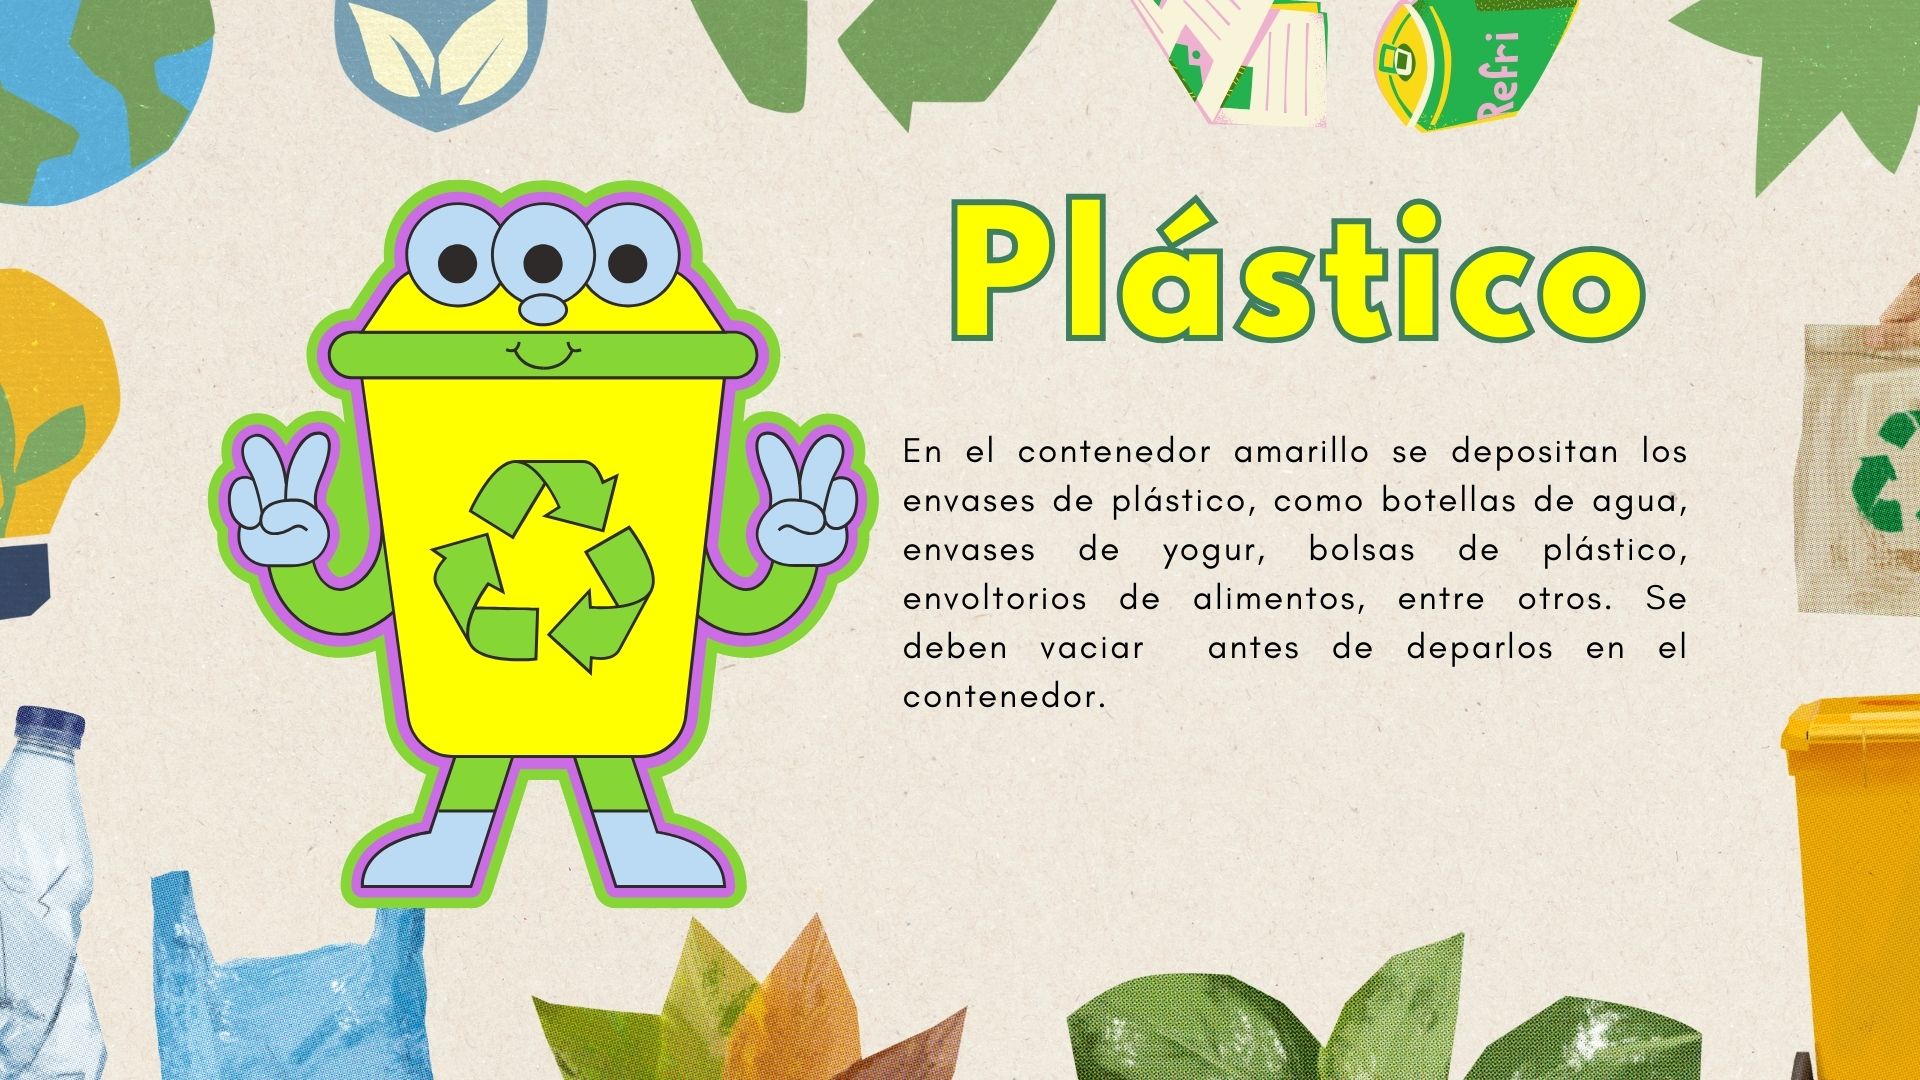 Refri
Plástico
En el contenedor amarillo se depositan los
envases de plástico, como botellas de agua,
envases de yogur, bolsas de plástico,
envoltorios de alimentos, entre otros. Se
deben vaciar antes de deparlos en el
contenedor.